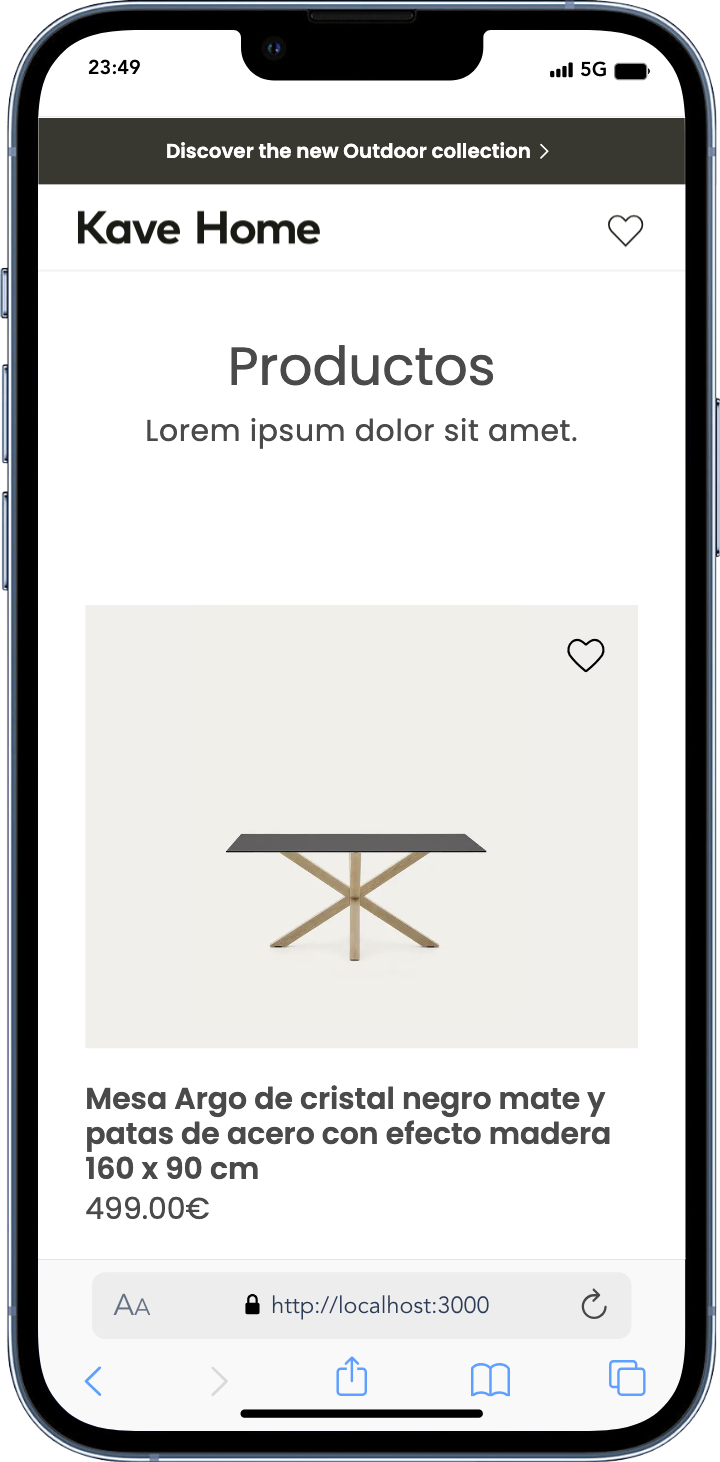 23:49
5G
Discover the new Outdoor collection
Kave Home
Productos
Lorem ipsum dolor sit amet.
Mesa Argo de cristal negro mate y
patas de acero con efecto madera
160 x 90 cm
499.00€
AA http://localhost:3000